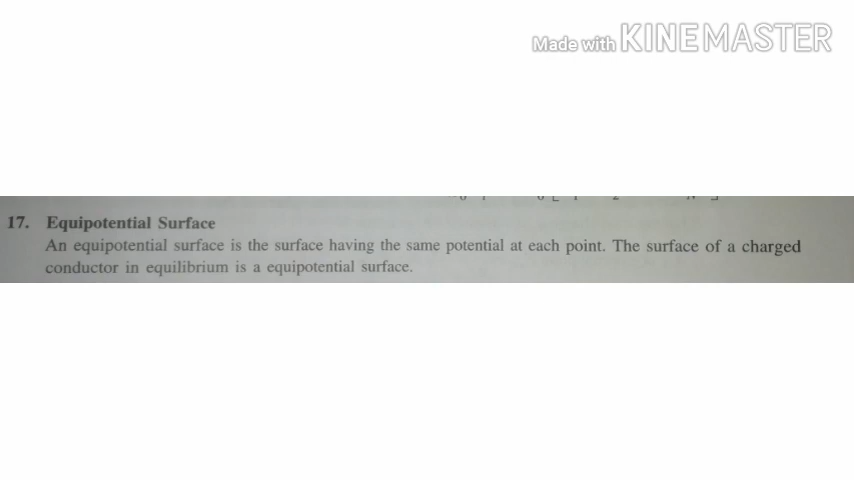 Made with KINEMASTER
17. Equipotential Surface
An equipotential surface is the surface having the same potential at each point. The surface of a charged
conductor in equilibrium is a equipotential surface.